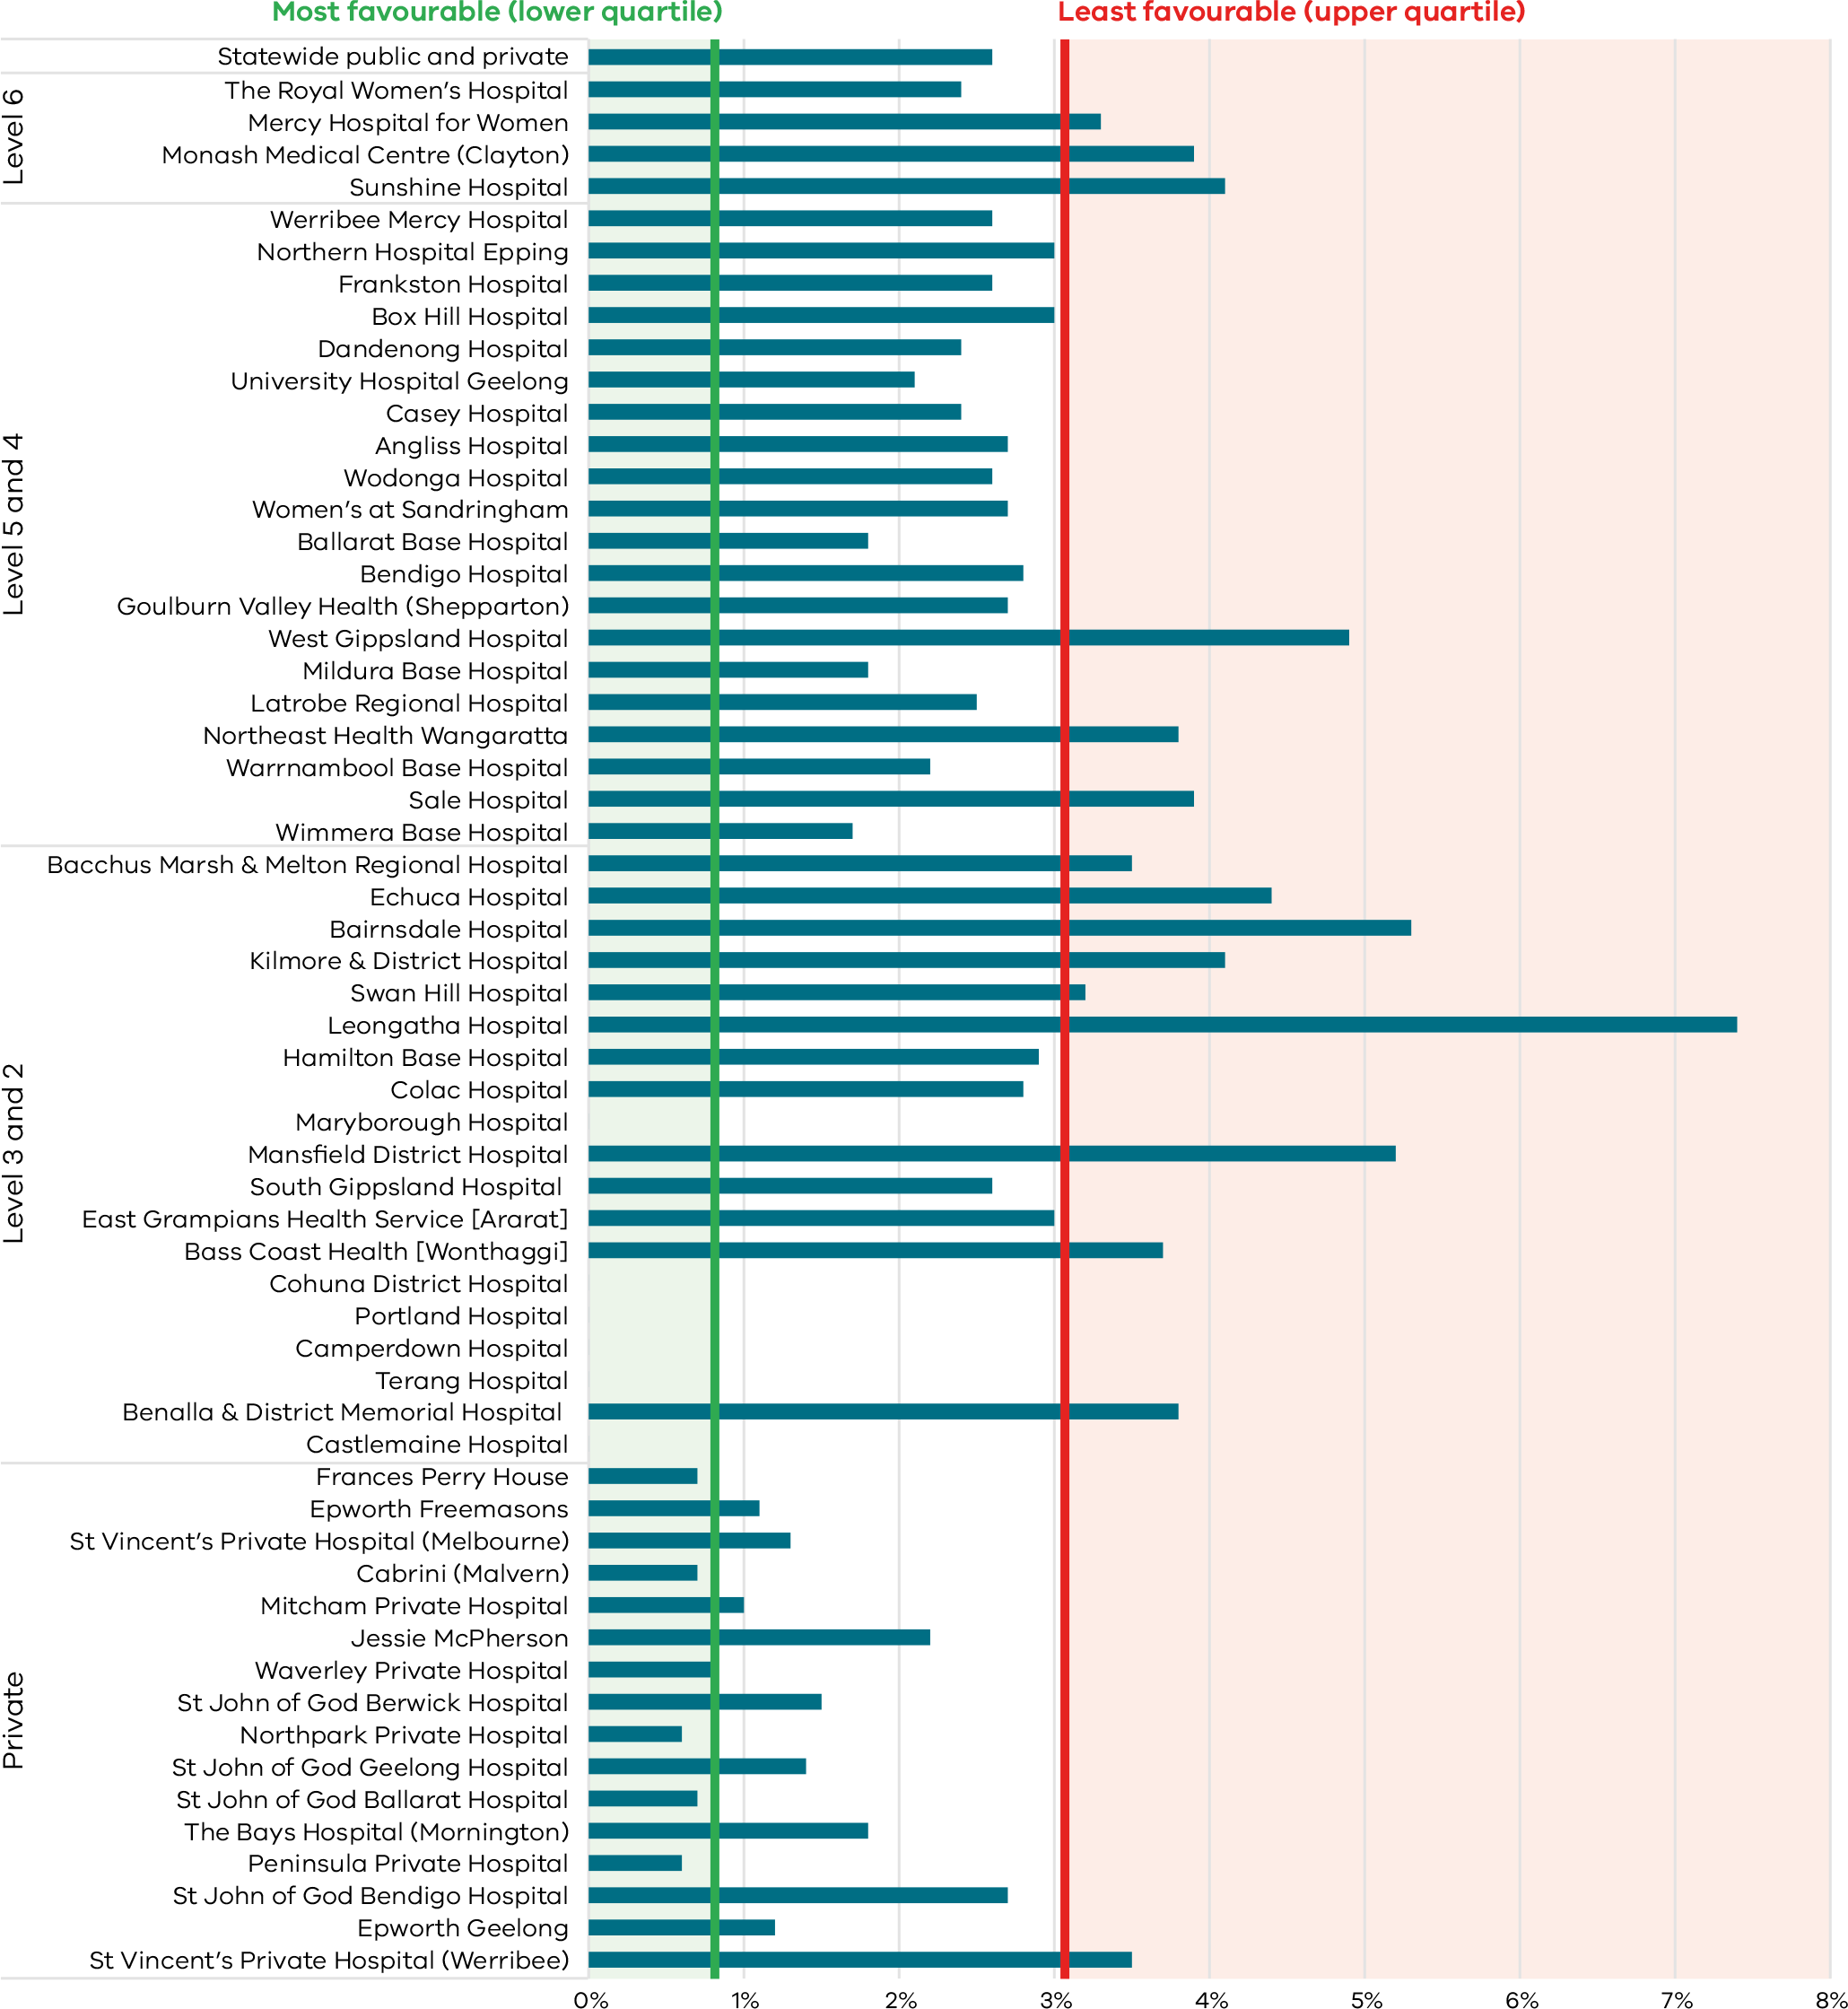 Most favourable (lower quartile)
Least favourable (upper quartile)
Statewide public and private
Level 6
The Royal Women’s Hospital
Mercy Hospital for Women
Monash Medical Centre (Clayton)
Sunshine Hospital
Level 5 and 4
Werribee Mercy Hospital
Northern Hospital Epping
Frankston Hospital
Box Hill Hospital
Dandenong Hospital
University Hospital Geelong
Casey Hospital
Angliss Hospital
Wodonga Hospital
Women’s at Sandringham
Ballarat Base Hospital
Bendigo Hospital
Goulburn Valley Health (Shepparton)
West Gippsland Hospital
Mildura Base Hospital
Latrobe Regional Hospital
Northeast Health Wangaratta
Warrnambool Base Hospital
Sale Hospital
Wimmera Base Hospital
Level 3 and 2
Bacchus Marsh & Melton Regional Hospital
Echuca Hospital
Bairnsdale Hospital
Kilmore & District Hospital
Swan Hill Hospital
Leongatha Hospital
Hamilton Base Hospital
Colac Hospital
Maryborough Hospital
Mansfield District Hospital
South Gippsland Hospital
East Grampians Health Service [Ararat]
Bass Coast Health [Wonthaggi]
Cohuna District Hospital
Portland Hospital
Camperdown Hospital
Terang Hospital
Benalla & District Memorial Hospital
Castlemaine Hospital
Private
Frances Perry House
Epworth Freemasons
St Vincent’s Private Hospital (Melbourne)
Cabrini (Malvern)
Mitcham Private Hospital
Jessie McPherson
Waverley Private Hospital
St John of God Berwick Hospital
Northpark Private Hospital
St John of God Geelong Hospital
St John of God Ballarat Hospital
The Bays Hospital (Mornington)
Peninsula Private Hospital
St John of God Bendigo Hospital
Epworth Geelong
St Vincent’s Private Hospital (Werribee)
0% 1% 2% 3% 4% 5% 6% 7% 8%